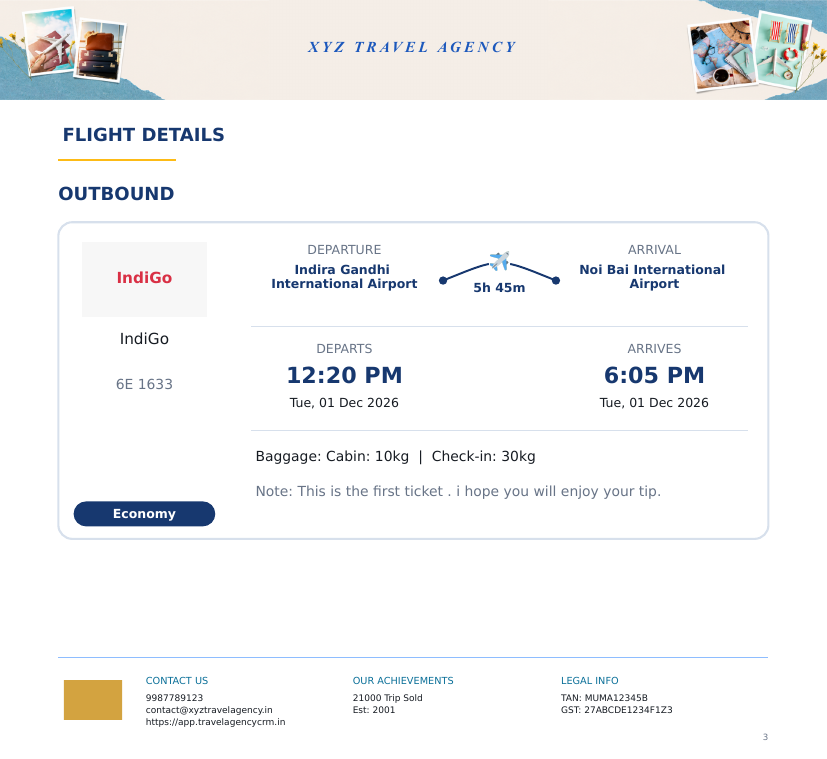 XYZ TRAVEL AGENCY
FLIGHT DETAILS
OUTBOUND
IndiGo
IndiGo
6E 1633
Economy
DEPARTURE
Indira Gandhi
International Airport
5h 45m
ARRIVAL
Noi Bai International
Airport
DEPARTS
12:20 PM
Tue, 01 Dec 2026
ARRIVES
6:05 PM
Tue, 01 Dec 2026
Baggage: Cabin: 10kg | Check-in: 30kg
Note: This is the first ticket . i hope you will enjoy your tip.
CONTACT US
9987789123
contact@xyztravelagency.in
https://app.travelagencycrm.in
OUR ACHIEVEMENTS
21000 Trip Sold
Est: 2001
LEGAL INFO
TAN: MUMA12345B
GST: 27ABCDE1234F1Z3
3